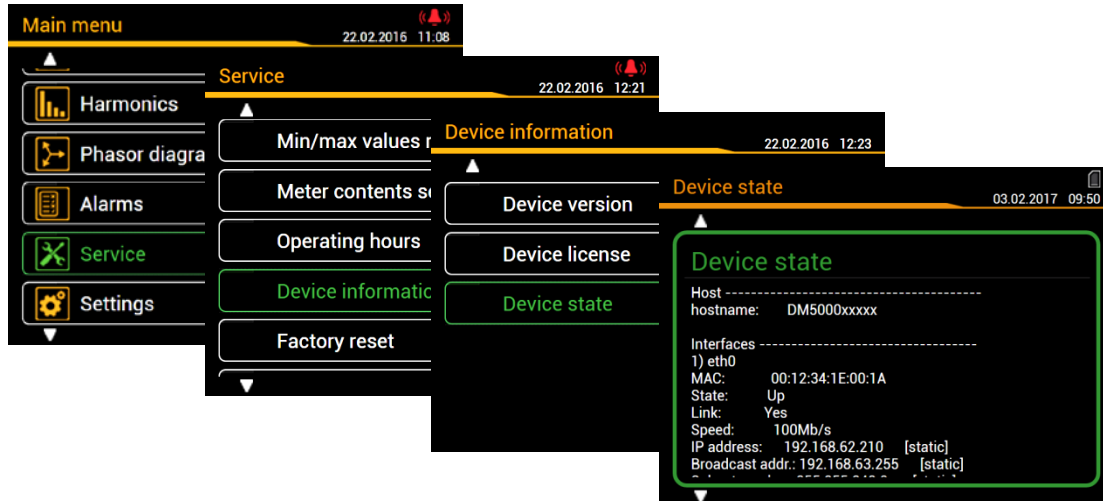 Main menu
22.02.2016 11:08
Harmonics
Phasor diagra
Alarms
Service
Settings
Service
22.02.2016 12:21
Min/max values r
Meter contents s
Operating hours
Device informatic
Factory reset
Device information
22.02.2016 12:23
Device version
Device license
Device state
Device state
03.02.2017 09:50
Device state
Host ----------------------------------------
hostname: DM5000xxxxx
Interfaces ----------------------------------
1) eth0
MAC: 00:12:34:1E:00:1A
State: Up
Link: Yes
Speed: 100Mb/s
IP address: 192.168.62.210 [static]
Broadcast addr.: 192.168.63.255 [static]